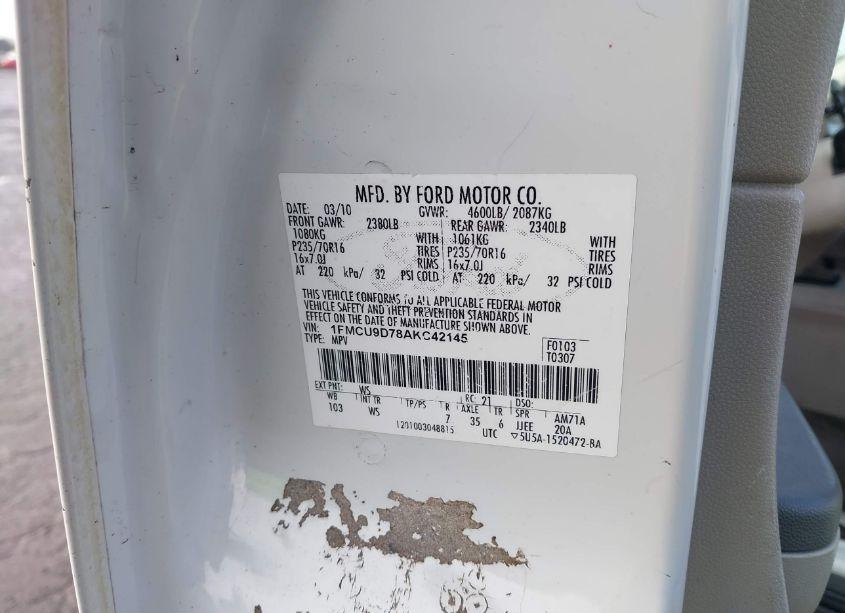 MFD. BY FORD MOTOR CO.
DATE: 03/10 GVWR: 4600LB/ 2087KG
FRONT GAWR: 2380LB REAR GAWR: 2340LB
1080KG WITH 1061KG WITH
P235/70R16 TIRES P235/70R16 TIRES
16x7.0J RIMS 16x7.0J RIMS
AT 220 kPa/ 32 PSI COLD AT 220 kPa/ 32 PSI COLD
THIS VEHICLE CONFORMS TO ALL APPLICABLE FEDERAL MOTOR
VEHICLE SAFETY AND THEFT PREVENTION STANDARDS IN
EFFECT ON THE DATE OF MANUFACTURE SHOWN ABOVE.
VIN: 1FMCU9D78AKC42145 F0103
TYPE: MPV T0307
EXT PNT: WS RC: 21 DSO:
WB INT TR TP/PS R AXLE TR SPR AM71A
103 WS 7 35 6 JJEE 20A
1201003048815 UTC ▽5U5A-1520472-BA